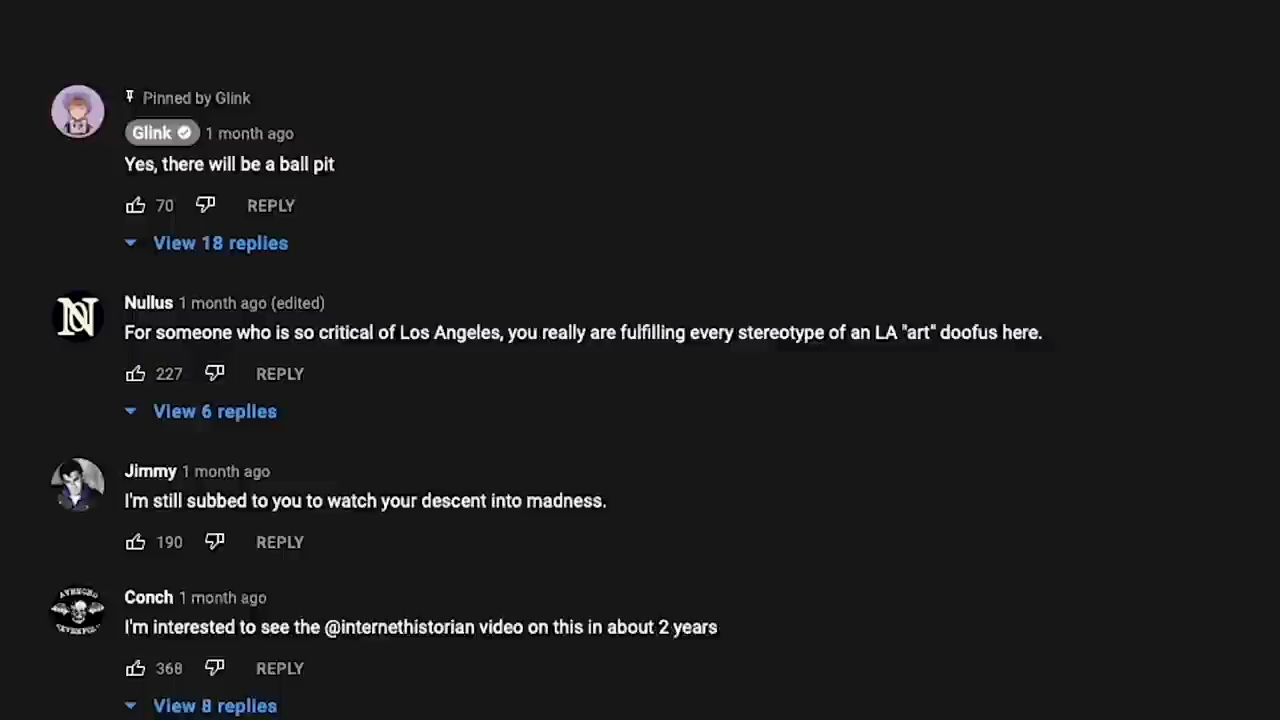 Pinned by Glink
Glink 1 month ago
Yes, there will be a ball pit
70 REPLY
View 18 replies
Nullus 1 month ago (edited)
For someone who is so critical of Los Angeles, you really are fulfilling every stereotype of an LA "art" doofus here.
227 REPLY
View 6 replies
Jimmy 1 month ago
I'm still subbed to you to watch your descent into madness.
190 REPLY
Conch 1 month ago
I'm interested to see the @internethistorian video on this in about 2 years
368 REPLY
View 8 replies